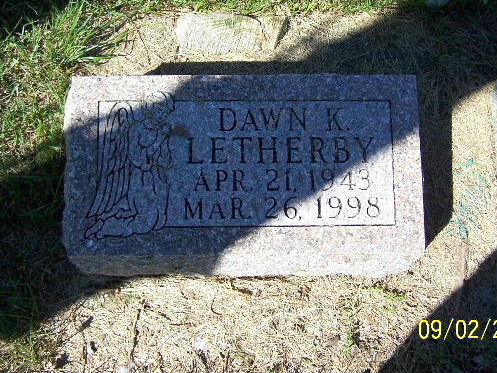 DAWN K.
LETHERBY
APR. 21, 1943
MAR. 26, 1998
09/02/2